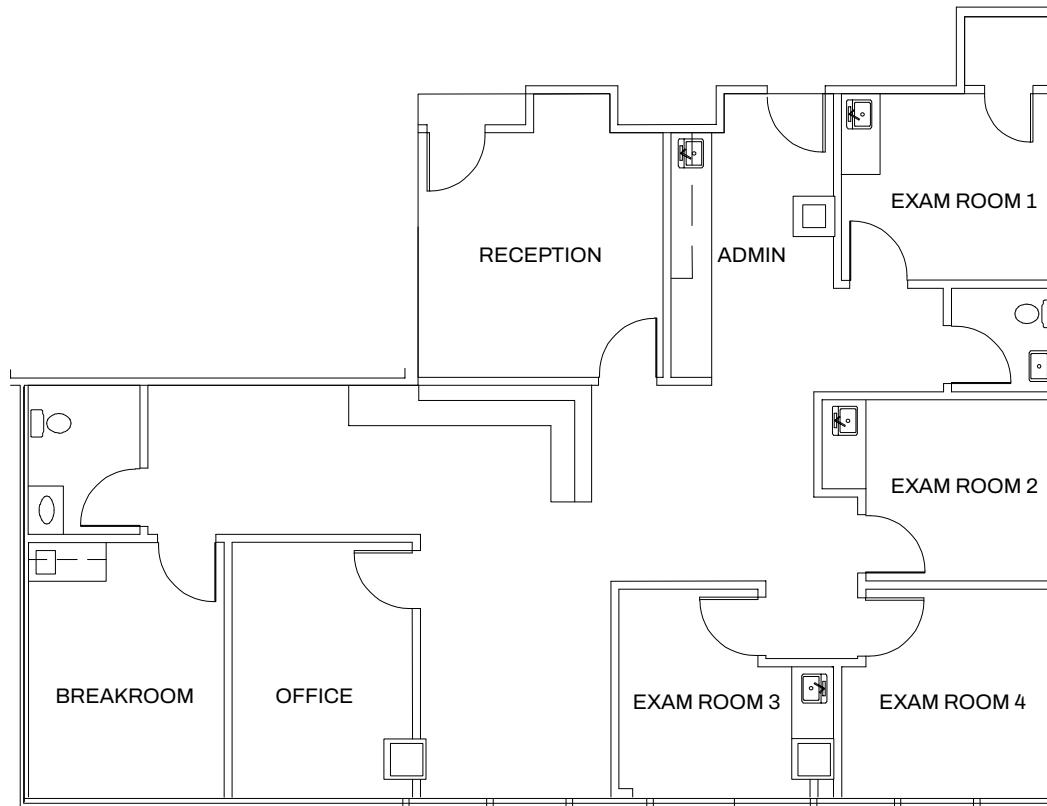 EXAM ROOM 1
RECEPTION
ADMIN
EXAM ROOM 2
BREAKROOM
OFFICE
EXAM ROOM 3
EXAM ROOM 4